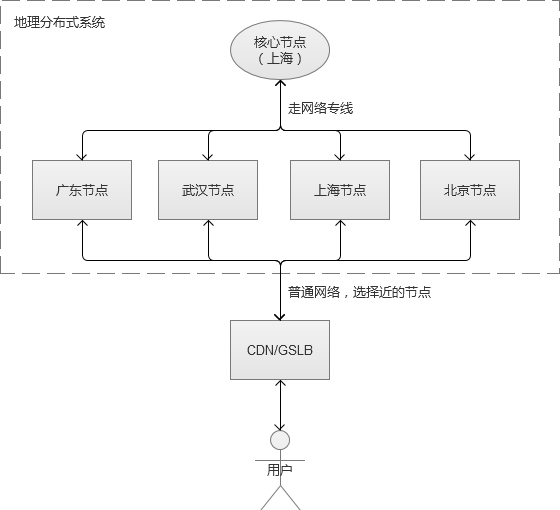 地理分布式系统
核心节点
（上海）
走网络专线
广东节点
武汉节点
上海节点
北京节点
普通网络，选择近的节点
CDN/GSLB
用户